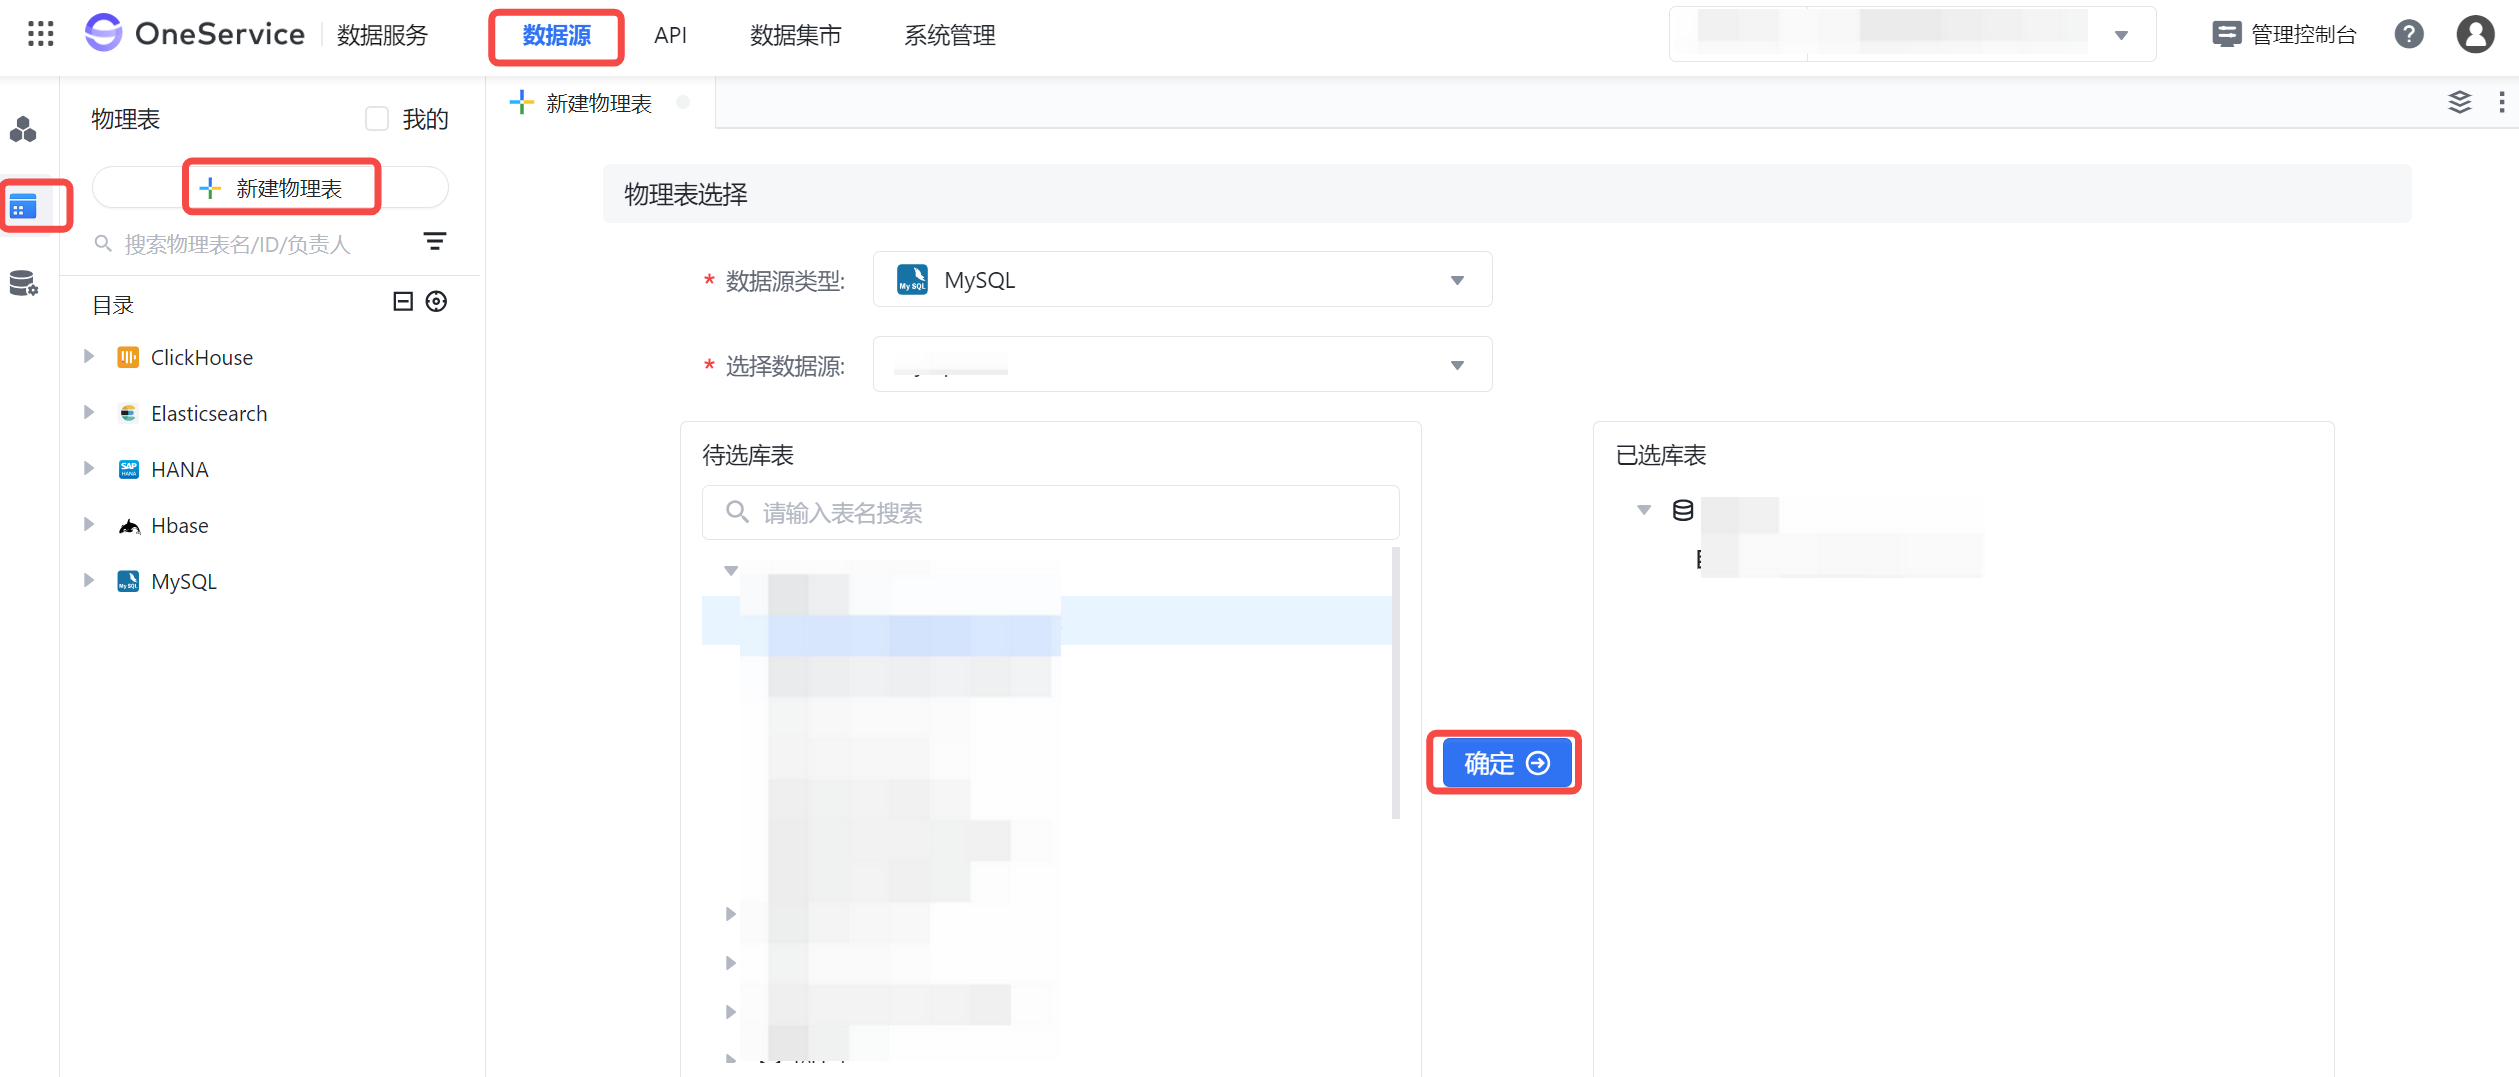 OneService 数据服务 数据源 API 数据集市 系统管理 管理控制台
物理表 我的
新建物理表
搜索物理表名/ID/负责人
目录
ClickHouse
Elasticsearch
HANA
Hbase
MySQL
新建物理表
物理表选择
* 数据源类型: MySQL
* 选择数据源:
待选库表
请输入表名搜索
确定
已选库表